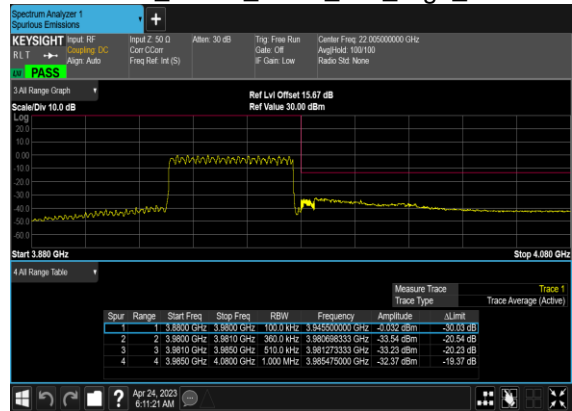 Spectrum Analyzer 1
Spurious Emissions
KEYSIGHT Input: RF Input Z: 50 Ω Atten: 30 dB Trig: Free Run Center Freq: 22.005000000 GHz
RLT Coupling: DC Corr CCorr Gate: Off Avg|Hold: 100/100
Align: Auto Freq Ref: Int (S) IF Gain: Low Radio Std: None
PASS
3 All Range Graph
Ref Lvl Offset 15.67 dB
Scale/Div 10.0 dB Ref Value 30.00 dBm
Log
20.0
10.0
0.00
-10.0
-20.0
-30.0
-40.0
-50.0
-60.0
Start 3.880 GHz Stop 4.080 GHz
4 All Range Table
Measure Trace Trace 1
Trace Type Trace Average (Active)
Spur Range Start Freq Stop Freq RBW Frequency Amplitude ΔLimit
1 1 3.8800 GHz 3.9800 GHz 100.0 kHz 3.945500000 GHz -0.032 dBm -30.03 dB
2 2 3.9800 GHz 3.9810 GHz 360.0 kHz 3.980698333 GHz -33.54 dBm -20.54 dB
3 3 3.9810 GHz 3.9850 GHz 510.0 kHz 3.981273333 GHz -33.23 dBm -20.23 dB
4 4 3.9850 GHz 4.0800 GHz 1.000 MHz 3.985475000 GHz -32.37 dBm -19.37 dB
? Apr 24, 2023
6:11:21 AM